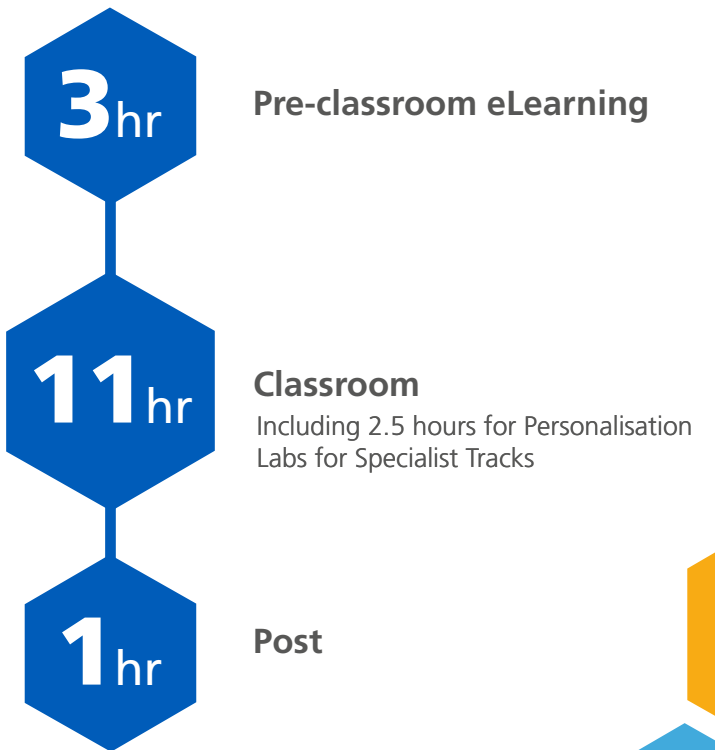 3hr
Pre-classroom eLearning
11hr
Classroom
Including 2.5 hours for Personalisation
Labs for Specialist Tracks
1hr
Post